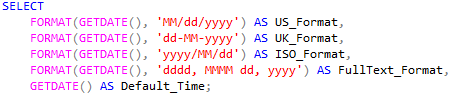 SELECT
FORMAT(GETDATE(), 'MM/dd/yyyy') AS US_Format,
FORMAT(GETDATE(), 'dd-MM-yyyy') AS UK_Format,
FORMAT(GETDATE(), 'yyyy/MM/dd') AS ISO_Format,
FORMAT(GETDATE(), 'dddd, MMMM dd, yyyy') AS FullText_Format,
GETDATE() AS Default_Time;